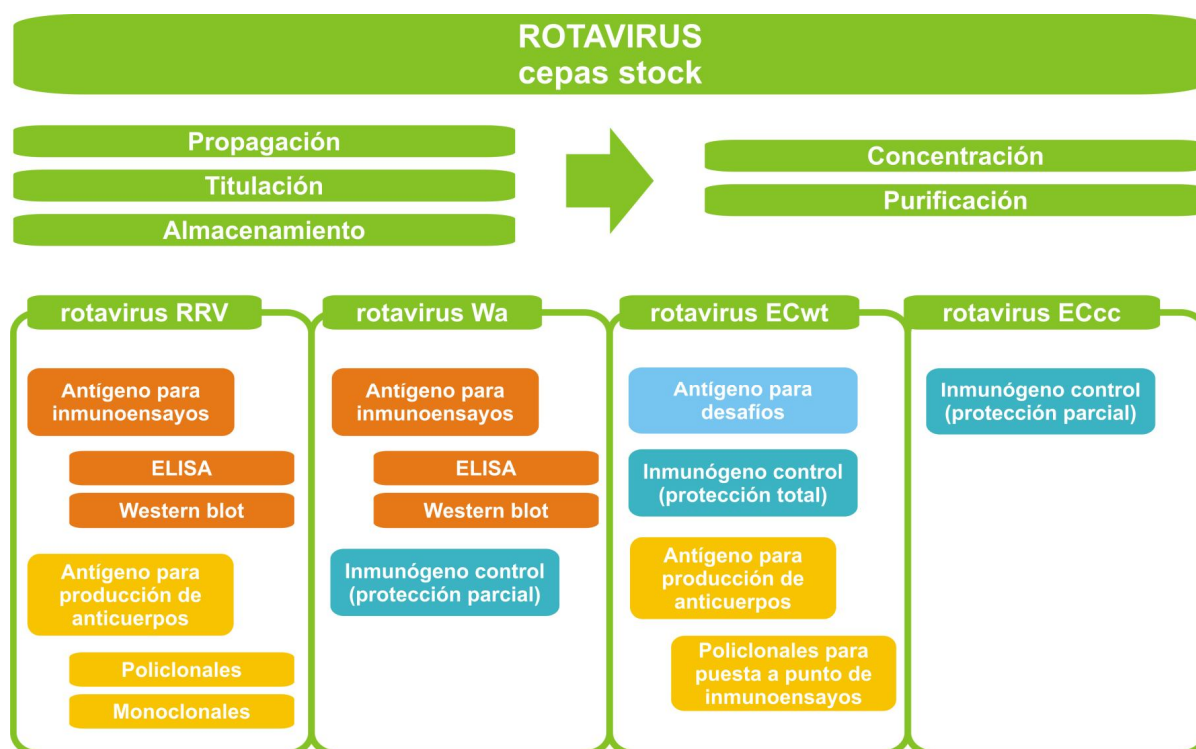 ROTAVIRUS
cepas stock
Propagación
Titulación
Almacenamiento
Concentración
Purificación
rotavirus RRV
Antígeno para
inmunoensayos
ELISA
Western blot
Antígeno para
producción de
anticuerpos
Policlonales
Monoclonales
rotavirus Wa
Antígeno para
inmunoensayos
ELISA
Western blot
Inmunógeno control
(protección parcial)
rotavirus ECwt
Antígeno para
desafíos
Inmunógeno control
(protección total)
Antígeno para
producción de
anticuerpos
Policlonales para
puesta a punto de
inmunoensayos
rotavirus ECcc
Inmunógeno control
(protección parcial)